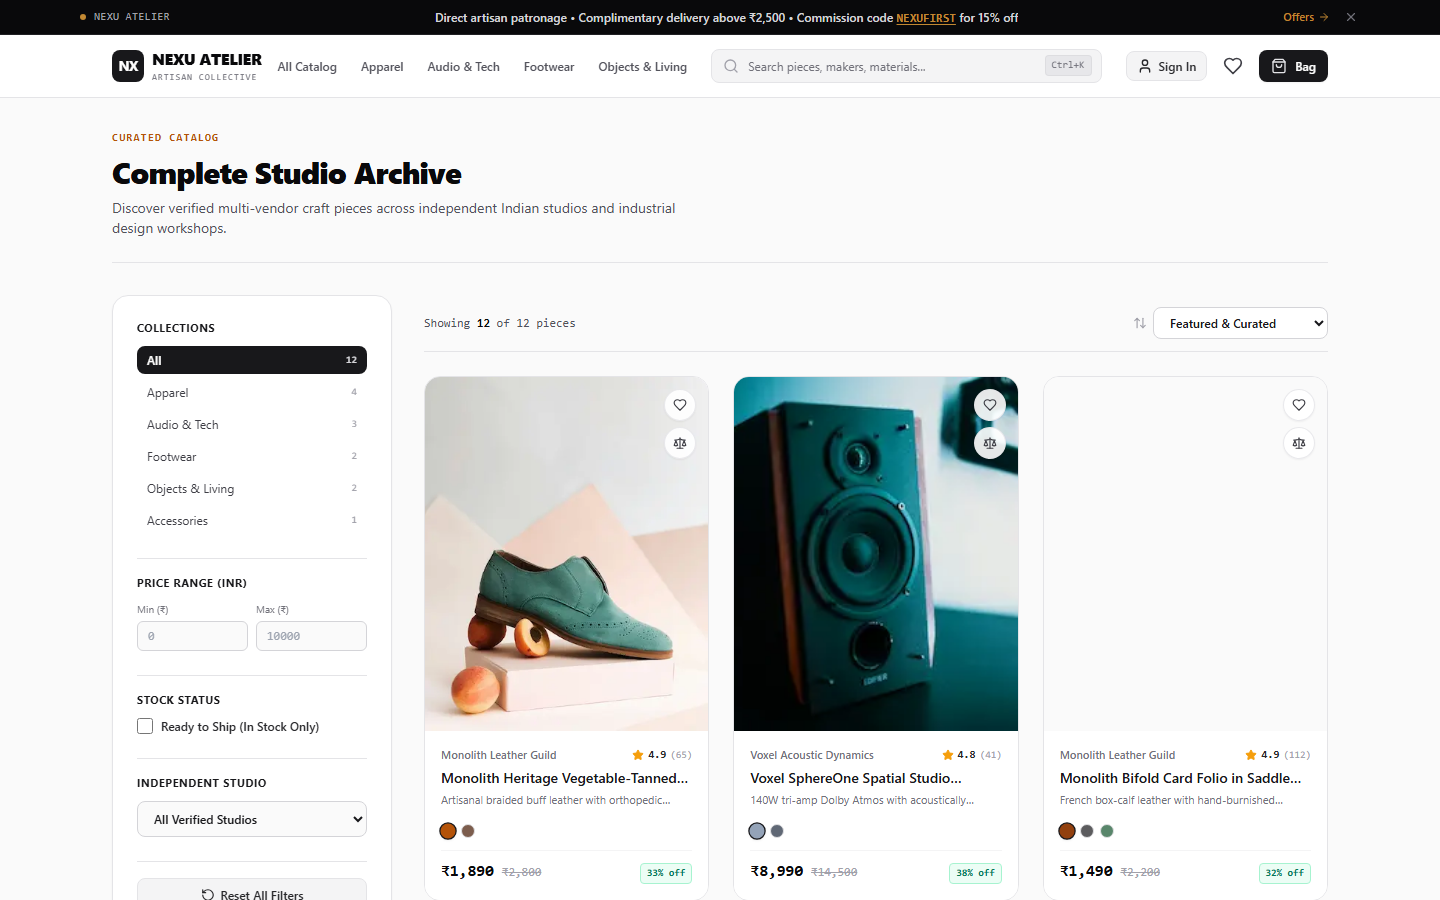 NEXU ATELIER
Direct artisan patronage • Complimentary delivery above ₹2,500 • Commission code NEXUFIRST for 15% off
Offers →
NX
NEXU ATELIER
ARTISAN COLLECTIVE
All Catalog
Apparel
Audio & Tech
Footwear
Objects & Living
Search pieces, makers, materials...
Ctrl+K
Sign In
Bag
CURATED CATALOG
Complete Studio Archive
Discover verified multi-vendor craft pieces across independent Indian studios and industrial
design workshops.
COLLECTIONS
All 12
Apparel 4
Audio & Tech 3
Footwear 2
Objects & Living 2
Accessories 1
PRICE RANGE (INR)
Min (₹) Max (₹)
0 10000
STOCK STATUS
Ready to Ship (In Stock Only)
INDEPENDENT STUDIO
All Verified Studios
Reset All Filters
Showing 12 of 12 pieces
Featured & Curated
Monolith Leather Guild 4.9 (65)
Monolith Heritage Vegetable-Tanned...
Artisanal braided buff leather with orthopedic...
₹1,890 ₹2,800 33% off
EDIFIER
Voxel Acoustic Dynamics 4.8 (41)
Voxel SphereOne Spatial Studio...
140W tri-amp Dolby Atmos with acoustically...
₹8,990 ₹14,500 38% off
Monolith Leather Guild 4.9 (112)
Monolith Bifold Card Folio in Saddle...
French box-calf leather with hand-burnished...
₹1,490 ₹2,200 32% off